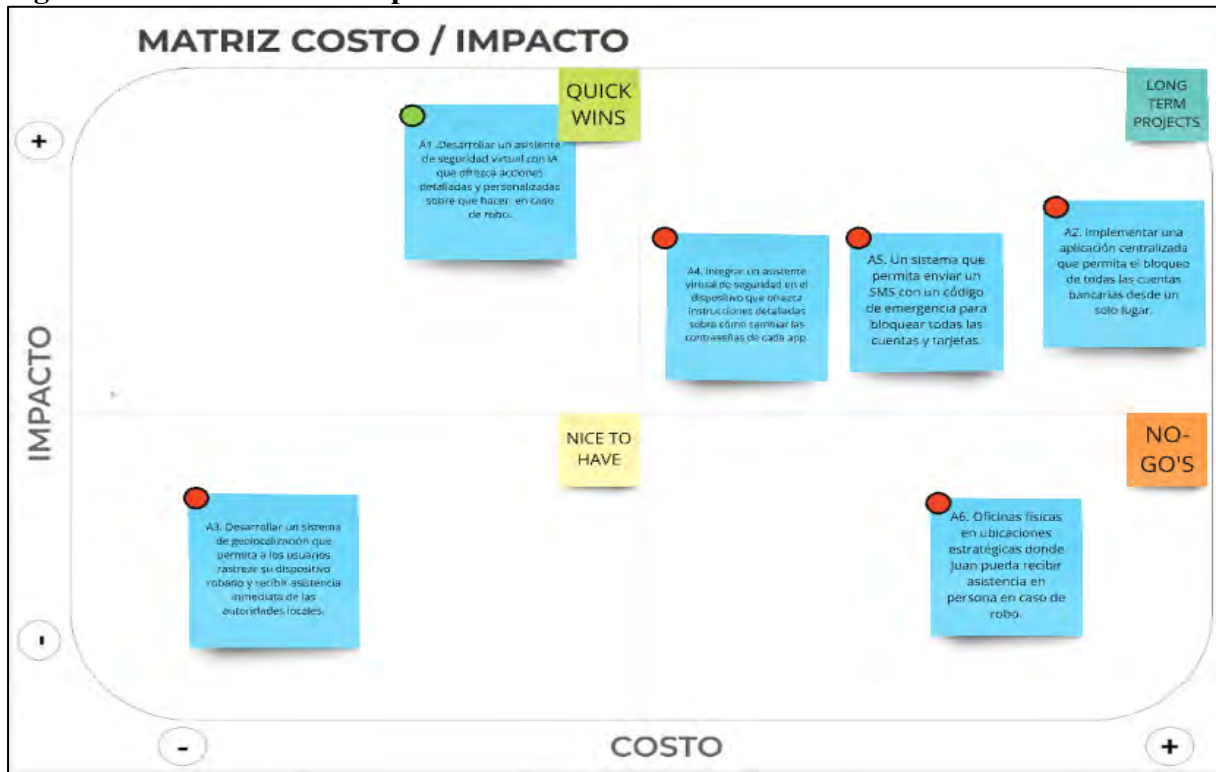 MATRIZ COSTO / IMPACTO
QUICK
WINS
LONG
TERM
PROJECTS
+
A1. Desarrollar un asistente
de seguridad virtual con IA
que ofrezca acciones
detalladas y personalizadas
sobre que hacer, en caso
de robo.
A4. Integrar un asistente
virtual de seguridad en el
dispositivo que ofrezca
instrucciones detalladas
sobre cómo cambiar las
contraseñas de cada app.
A5. Un sistema que
permita enviar un
SMS con un código
de emergencia para
bloquear todas las
cuentas y tarjetas.
A2. Implementar una
aplicación centralizada
que permita el bloqueo
de todas las cuentas
bancarias desde un
solo lugar.
IMPACTO
NICE TO
HAVE
NO-
GO'S
A3. Desarrollar un sistema
de geolocalización que
permita a los usuarios
rastrear su dispositivo
robado y recibir asistencia
inmediata de las
autoridades locales.
A6. Oficinas físicas
en ubicaciones
estratégicas donde
Juan pueda recibir
asistencia en
persona en caso de
robo.
-
-
COSTO
+